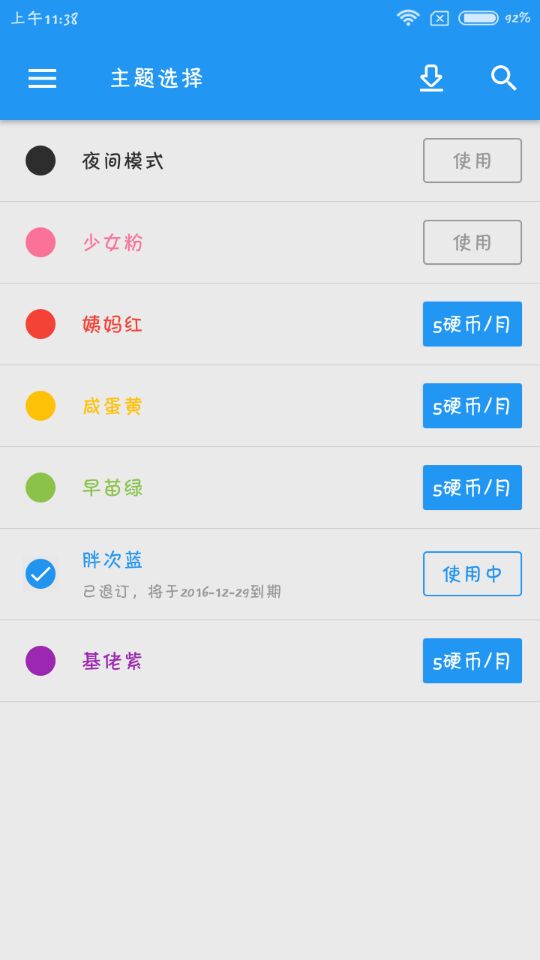 上午11:38
92%
主题选择
夜间模式
使用
少女粉
使用
姨妈红
5硬币/月
咸蛋黄
5硬币/月
早苗绿
5硬币/月
胖次蓝
已退订，将于2016-12-29到期
使用中
基佬紫
5硬币/月